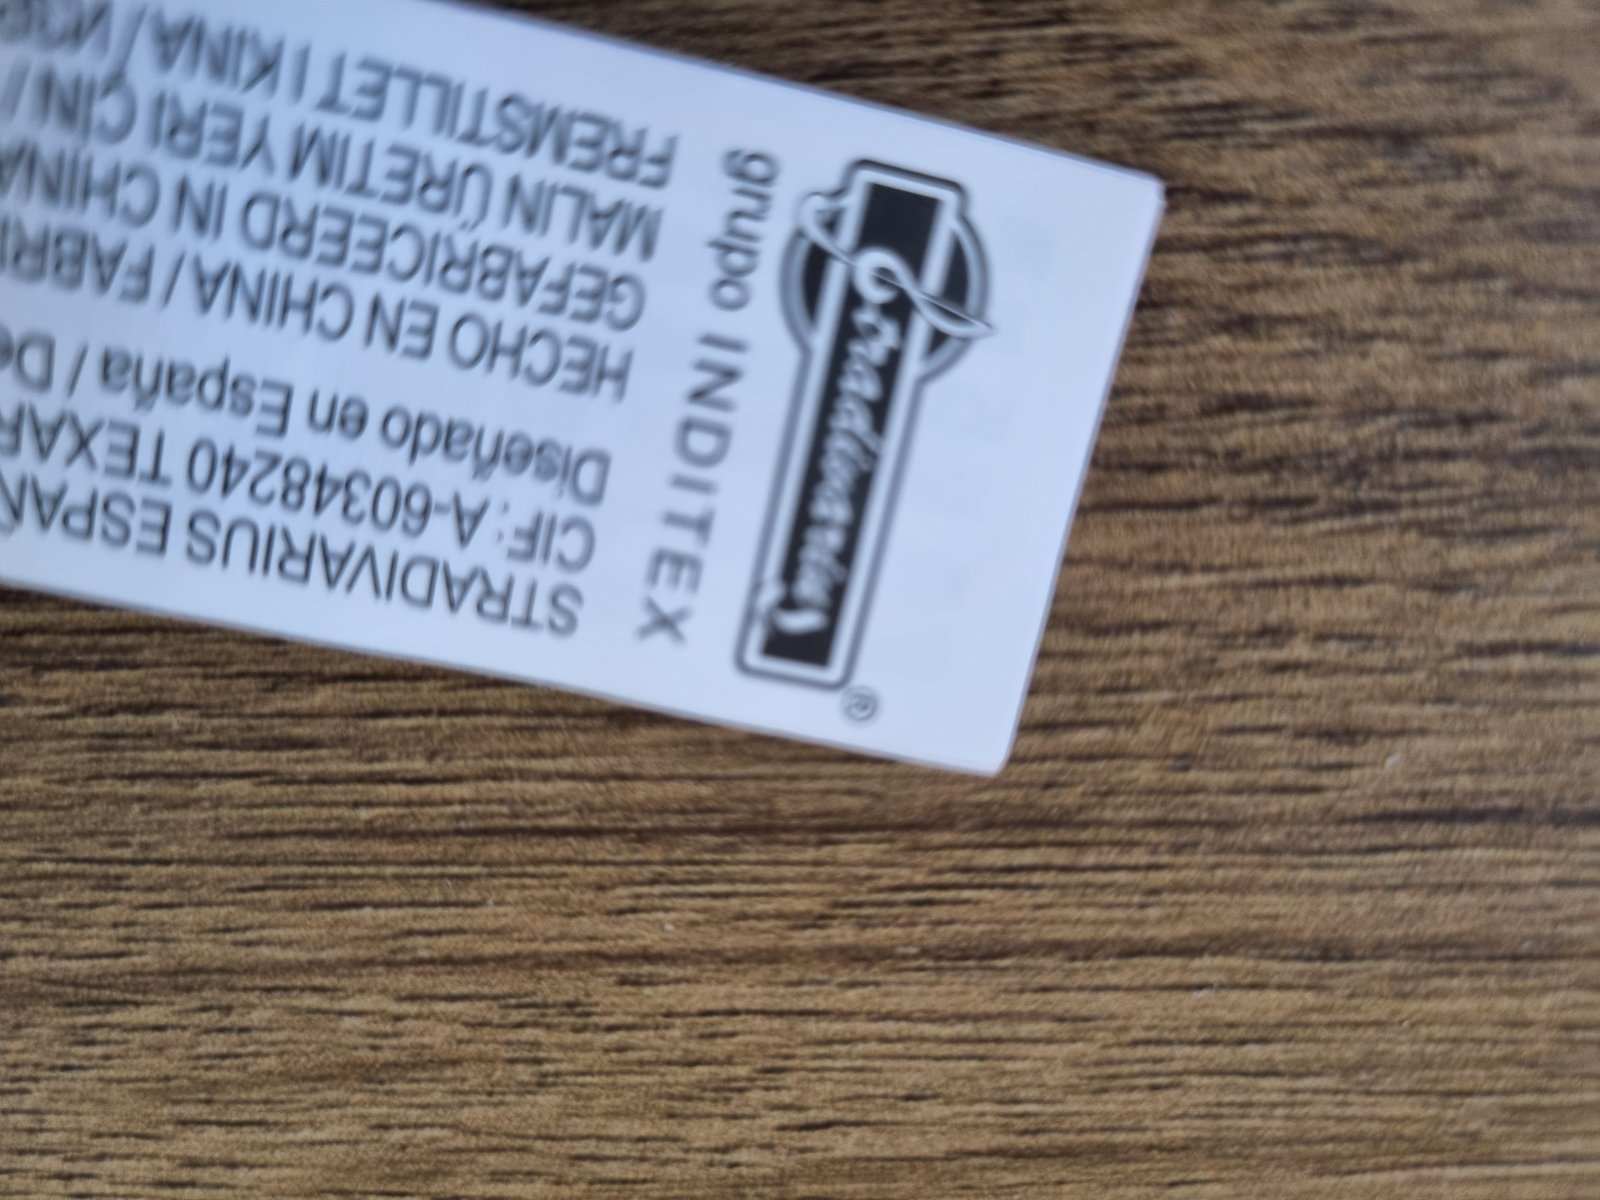 Stradivarius®
grupo INDITEX
STRADIVARIUS
CIF: A-60348240
Diseñado en España /
HECHO EN CHINA /
GEFABRICEERD IN CHINA
MALIN ÜRETIM YERI ÇIN /
FREMSTILLET I KINA /